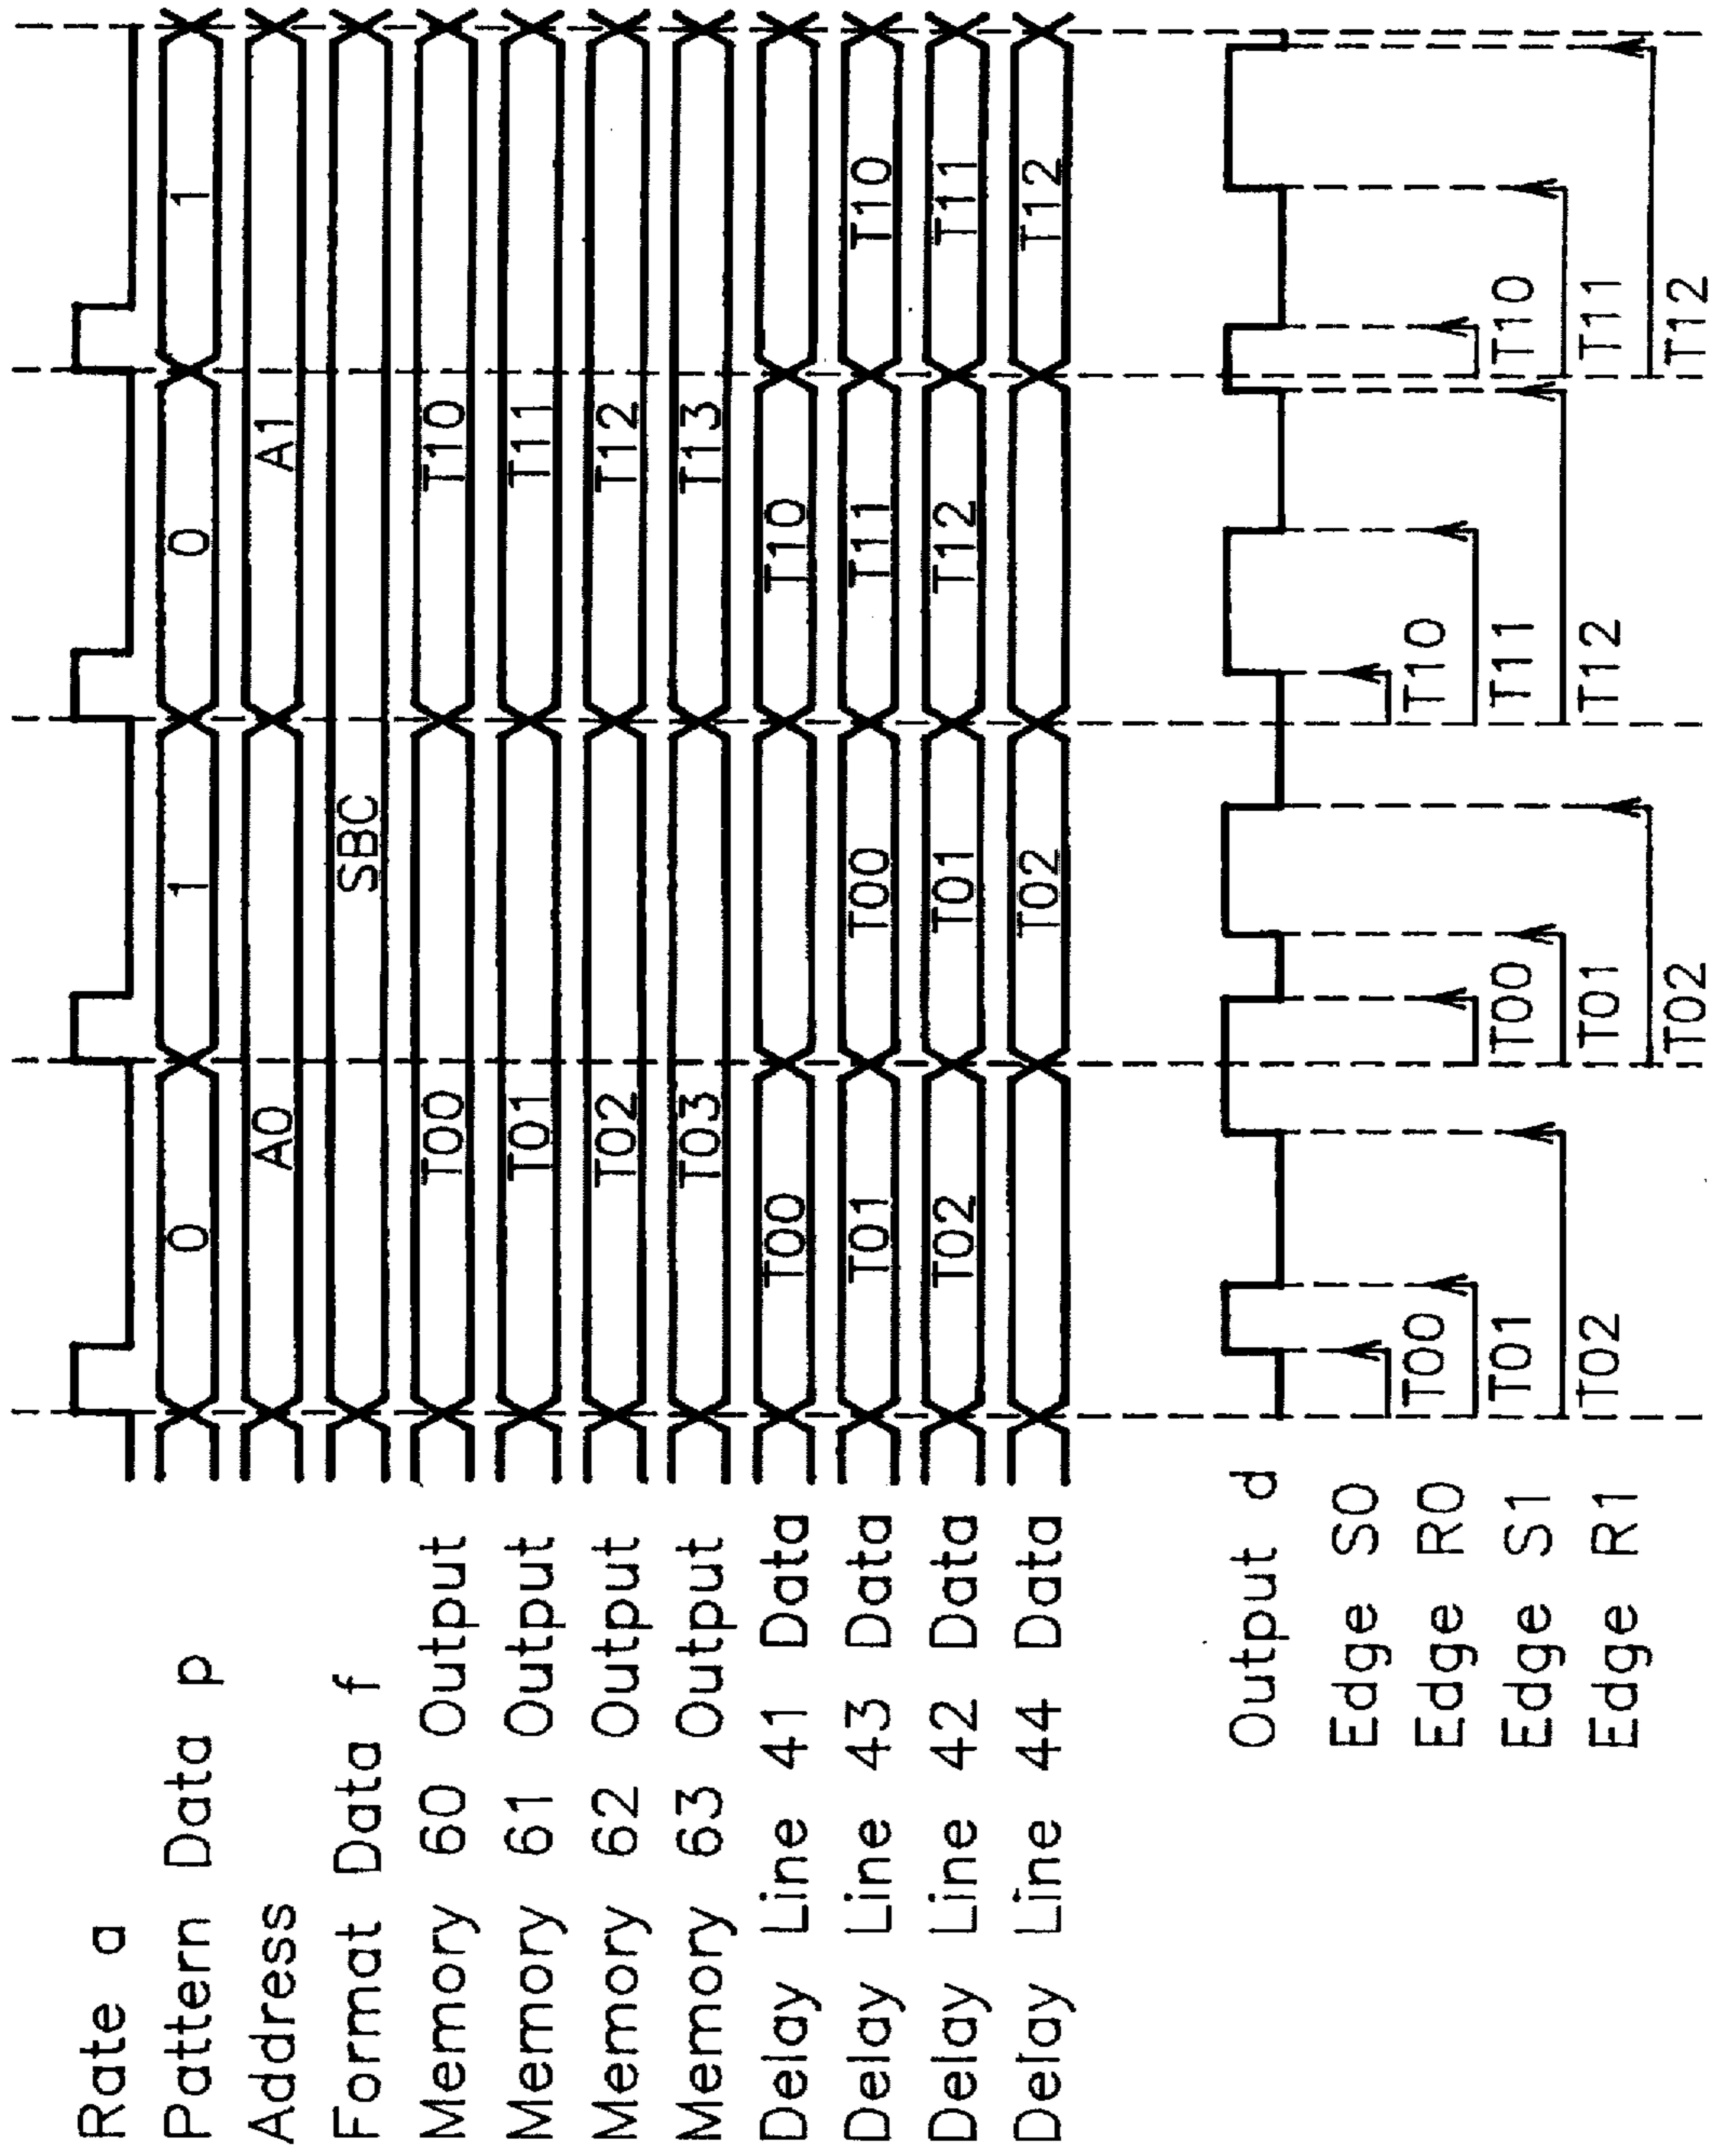 Rate a
Pattern Data p 0 1 0 1
Address A0 A1
Format Data f SBC
Memory 60 Output T00 T10
Memory 61 Output T01 T11
Memory 62 Output T02 T12
Memory 63 Output T03 T13
Delay Line 41 Data T00 T10
Delay Line 43 Data T01 T00 T11 T10
Delay Line 42 Data T02 T01 T12 T11
Delay Line 44 Data T02 T12
Output d
Edge S0
Edge R0 T00 T10
Edge S1 T01 T00 T11 T10
Edge R1 T02 T01 T12 T11
T02 T12